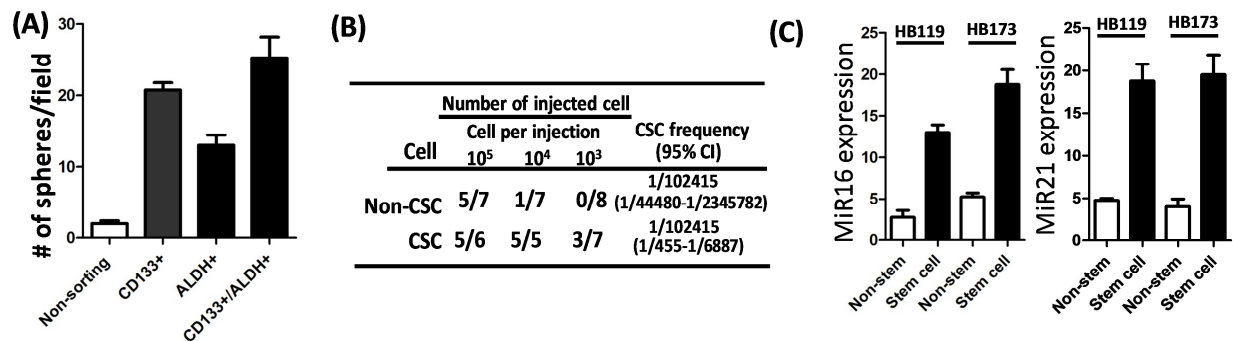 (A)
# of spheres/field
30
20
10
0
Non-sorting
CD133+
ALDH+
CD133+/ALDH+
(B)
Number of injected cell
Cell per injection
CSC frequency
(95% CI)
Cell
10⁵ 10⁴ 10³
Non-CSC 5/7 1/7 0/8
1/102415
(1/44480-1/2345782)
CSC 5/6 5/5 3/7
1/102415
(1/455-1/6887)
(C)
MiR16 expression
HB119 HB173
25
20
15
10
5
0
Non-stem
Stem cell
Non-stem
Stem cell
MiR21 expression
HB119 HB173
25
20
15
10
5
0
Non-stem
Stem cell
Non-stem
Stem cell